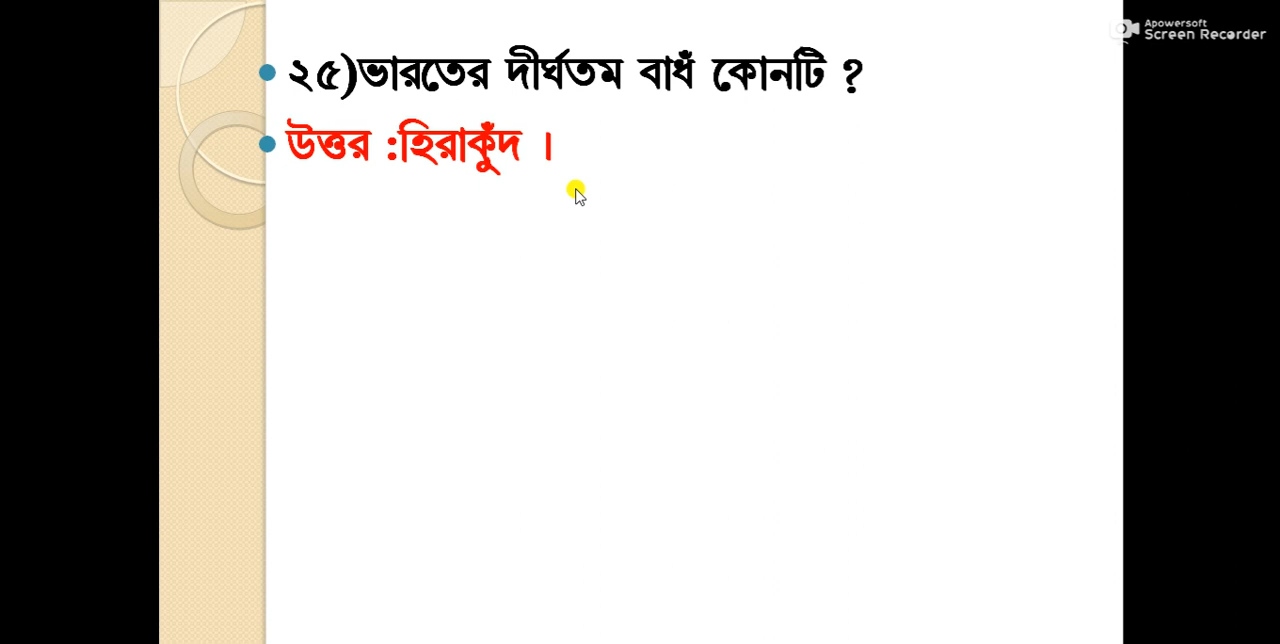 Apowersoft
Screen Recorder
২৫)ভারতের দীর্ঘতম বাধঁ কোনটি ?
উত্তর :হিরাকুঁদ ।